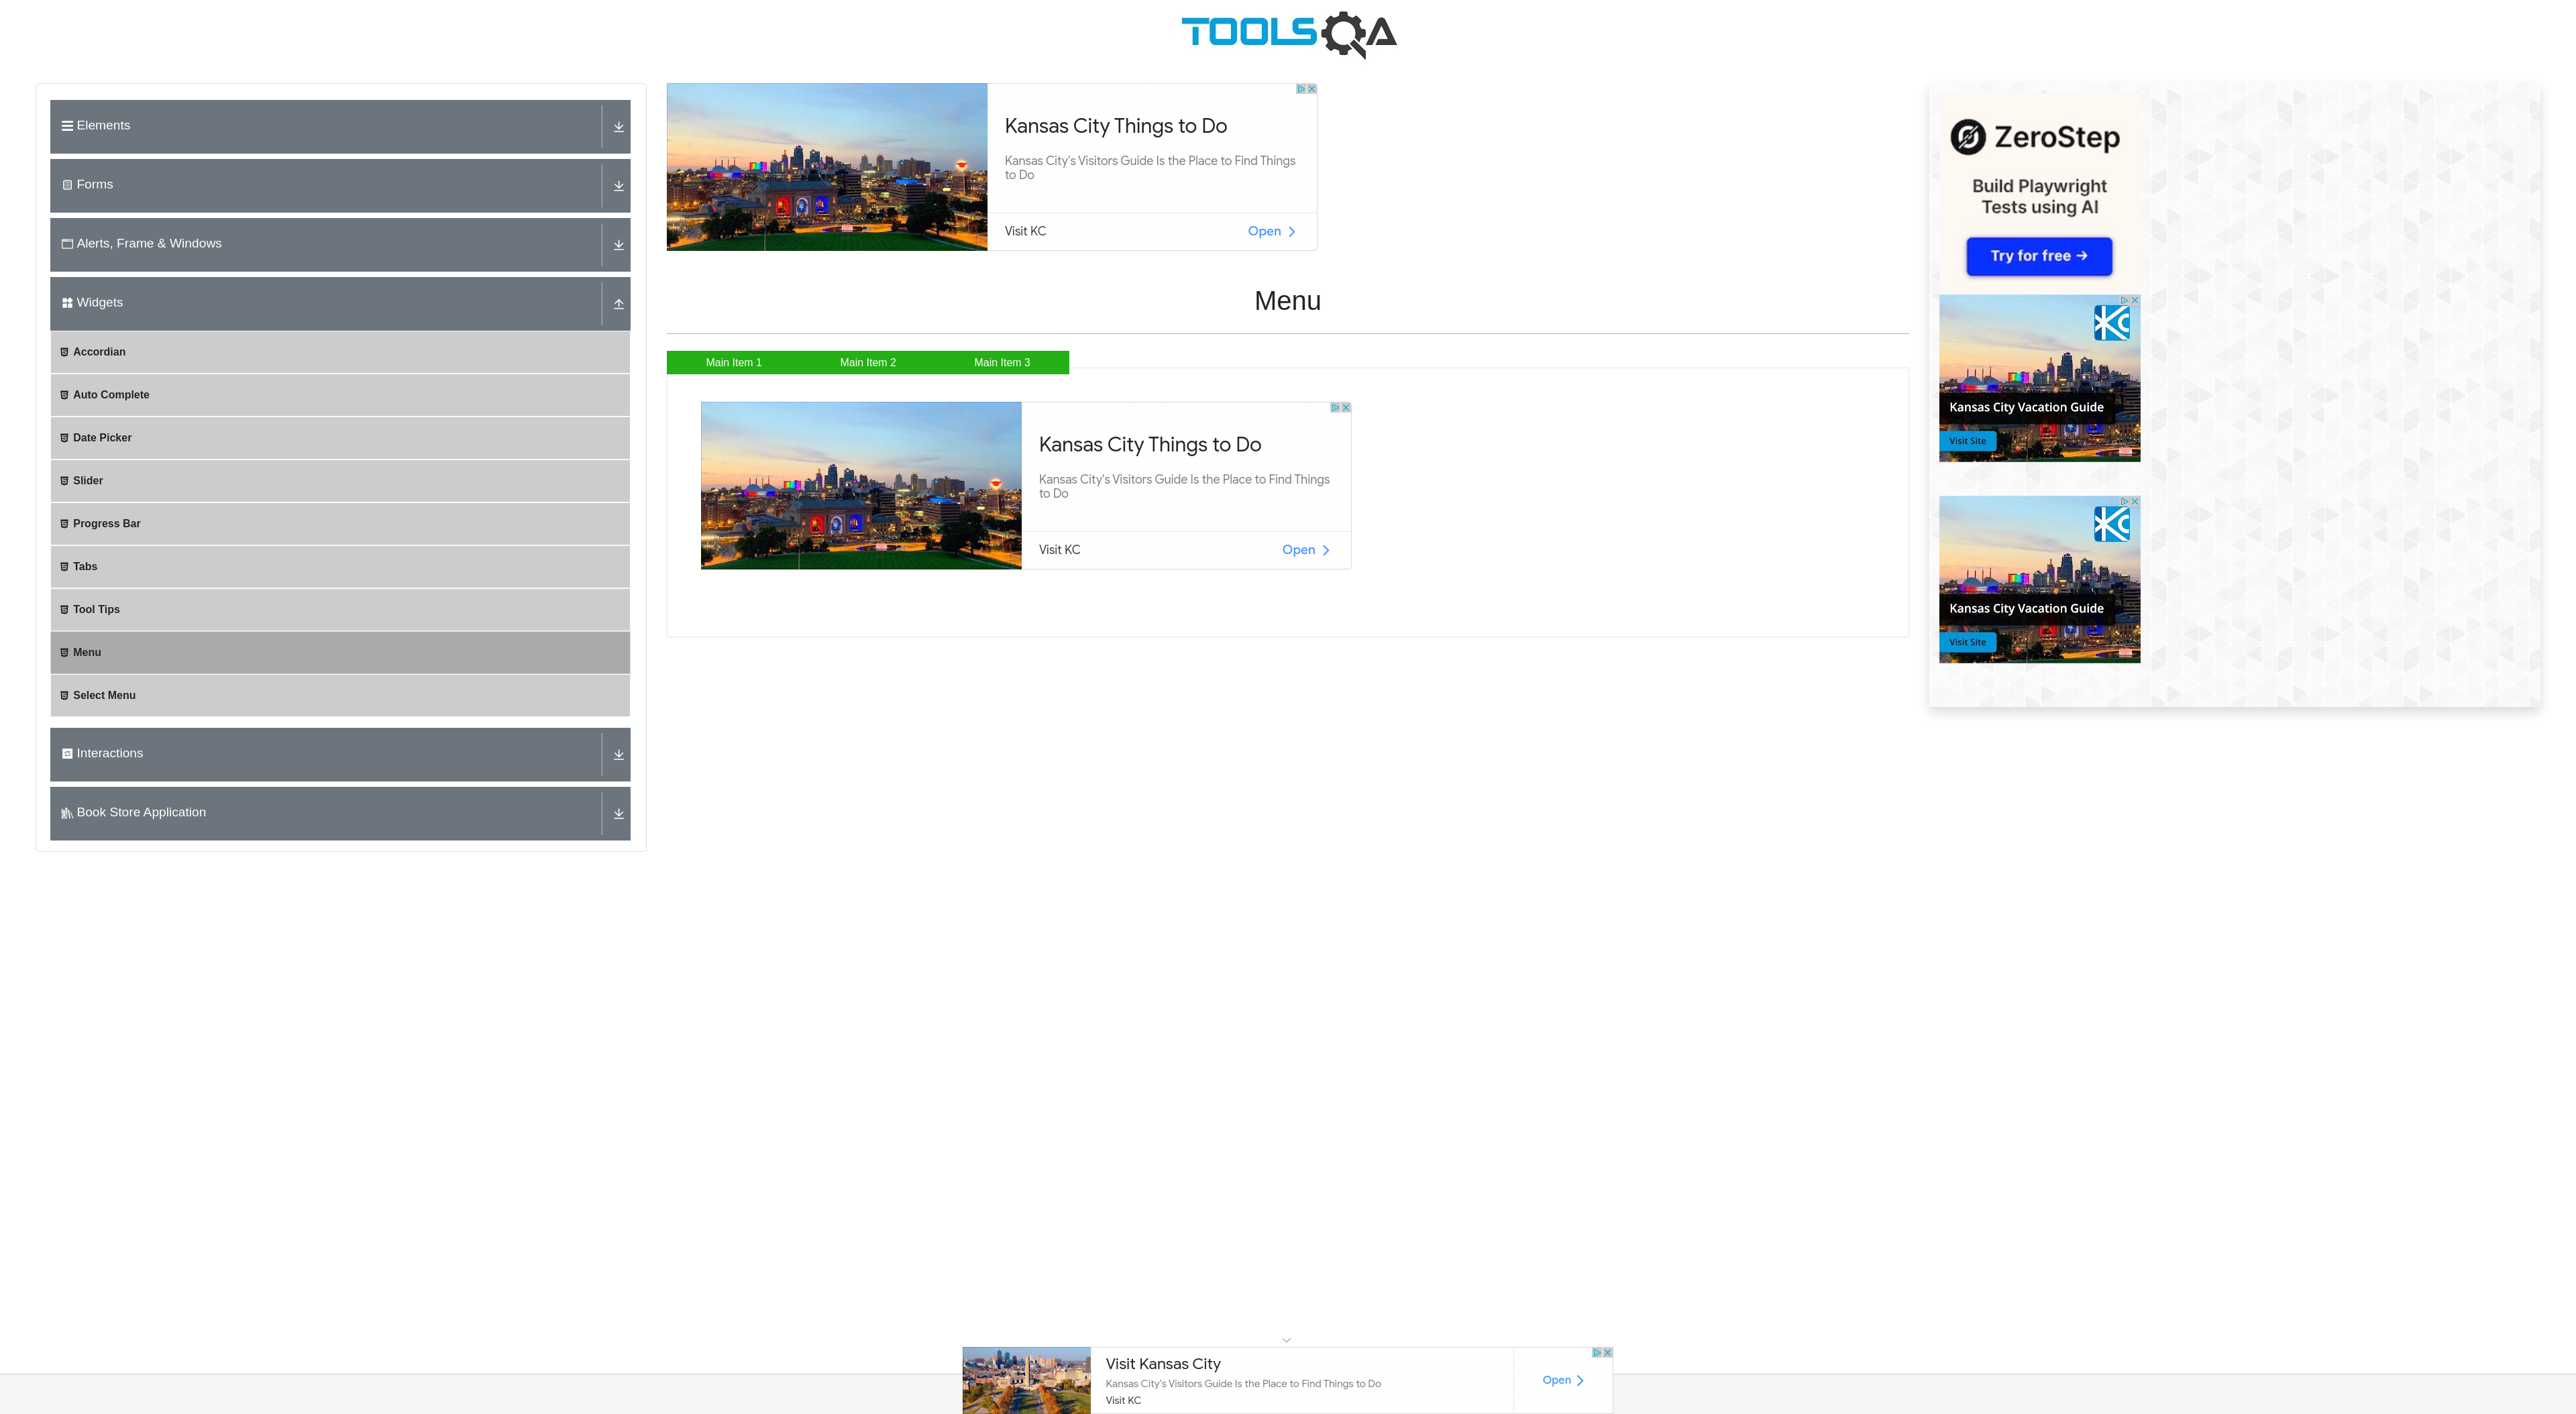 TOOLSQA
Elements
Forms
Alerts, Frame & Windows
Widgets
Accordian
Auto Complete
Date Picker
Slider
Progress Bar
Tabs
Tool Tips
Menu
Select Menu
Interactions
Book Store Application
Kansas City Things to Do
Kansas City's Visitors Guide Is the Place to Find Things
to Do
Visit KC
Open
Menu
Main Item 1 Main Item 2 Main Item 3
Kansas City Things to Do
Kansas City's Visitors Guide Is the Place to Find Things
to Do
Visit KC
Open
ZeroStep
Build Playwright
Tests using AI
Try for free →
KC
Kansas City Vacation Guide
Visit Site
KC
Kansas City Vacation Guide
Visit Site
Visit Kansas City
Kansas City's Visitors Guide Is the Place to Find Things to Do
Visit KC
Open